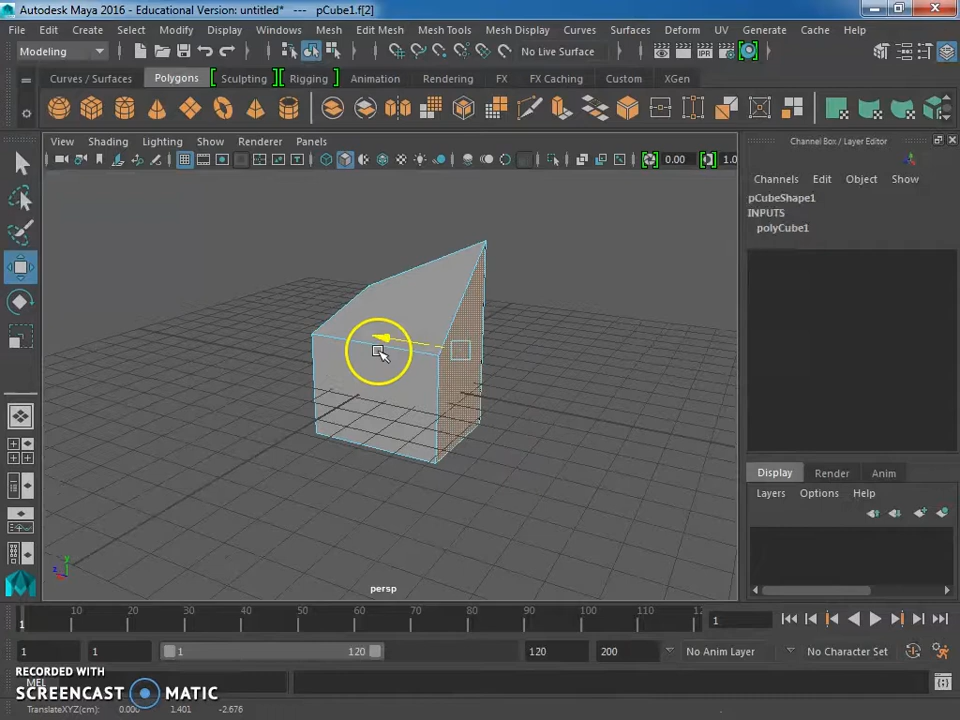 Autodesk Maya 2016 - Educational Version: untitled*   ---   pCube1.f[2]
File Edit Create Select Modify Display Windows Mesh Edit Mesh Mesh Tools Mesh Display Curves Surfaces Deform UV Generate Cache Help
Modeling No Live Surface
Curves / Surfaces Polygons Sculpting Rigging Animation Rendering FX FX Caching Custom XGen
View Shading Lighting Show Renderer Panels
Channel Box / Layer Editor
0.00 1.0
Channels Edit Object Show
pCubeShape1
INPUTS
polyCube1
Display Render Anim
Layers Options Help
persp
y
z
10 20 30 40 50 60 70 80 90 100 110 12
1 1
1 1 1 120 120 200 No Anim Layer No Character Set
RECORDED WITH
MEL
SCREENCAST MATIC
TranslateXYZ(cm): 0.000 1.401 -2.676